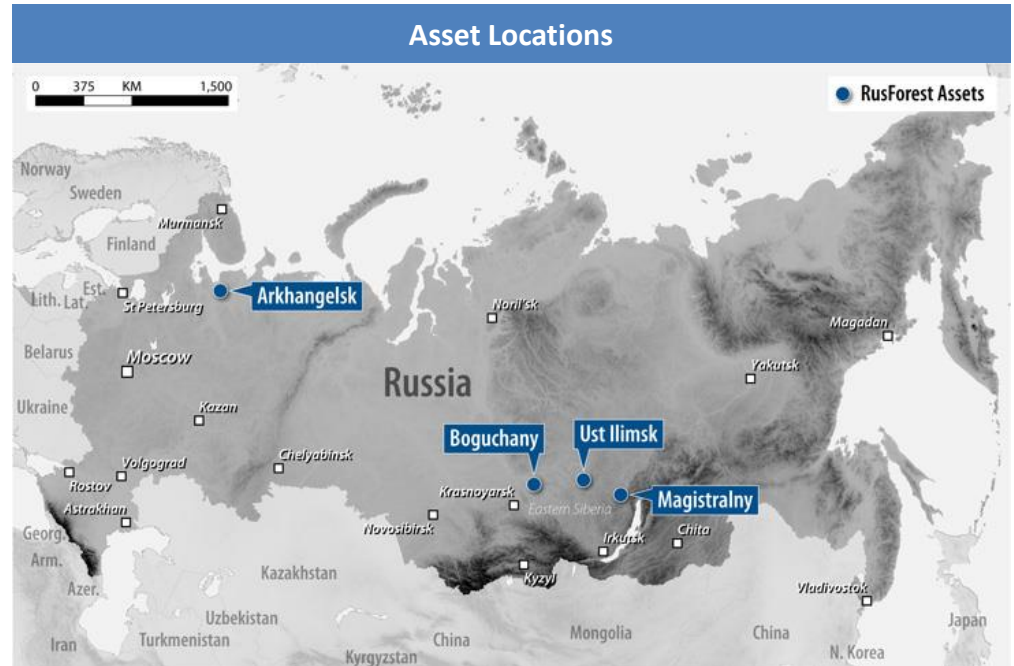 Asset Locations
0 375 KM 1,500
RusForest Assets
Norway
Sweden
Murmansk
Finland
Est.
Lith. Lat.
St Petersburg
Arkhangelsk
Noril'sk
Magadan
Belarus
Moscow
Russia
Yakutsk
Ukraine
Kazan
Boguchany
Ust Ilimsk
Chelyabinsk
Volgograd
Rostov
Krasnoyarsk
Magistralny
Astrakhan
Novosibirsk
Eastern Siberia
Georg.
Chita
Irkutsk
Arm.
Kazakhstan
Kyzyl
Azer.
Vladivostok
Uzbekistan
Japan
Iran
Turkmenistan
China
Mongolia
China
Kyrgyzstan
N. Korea